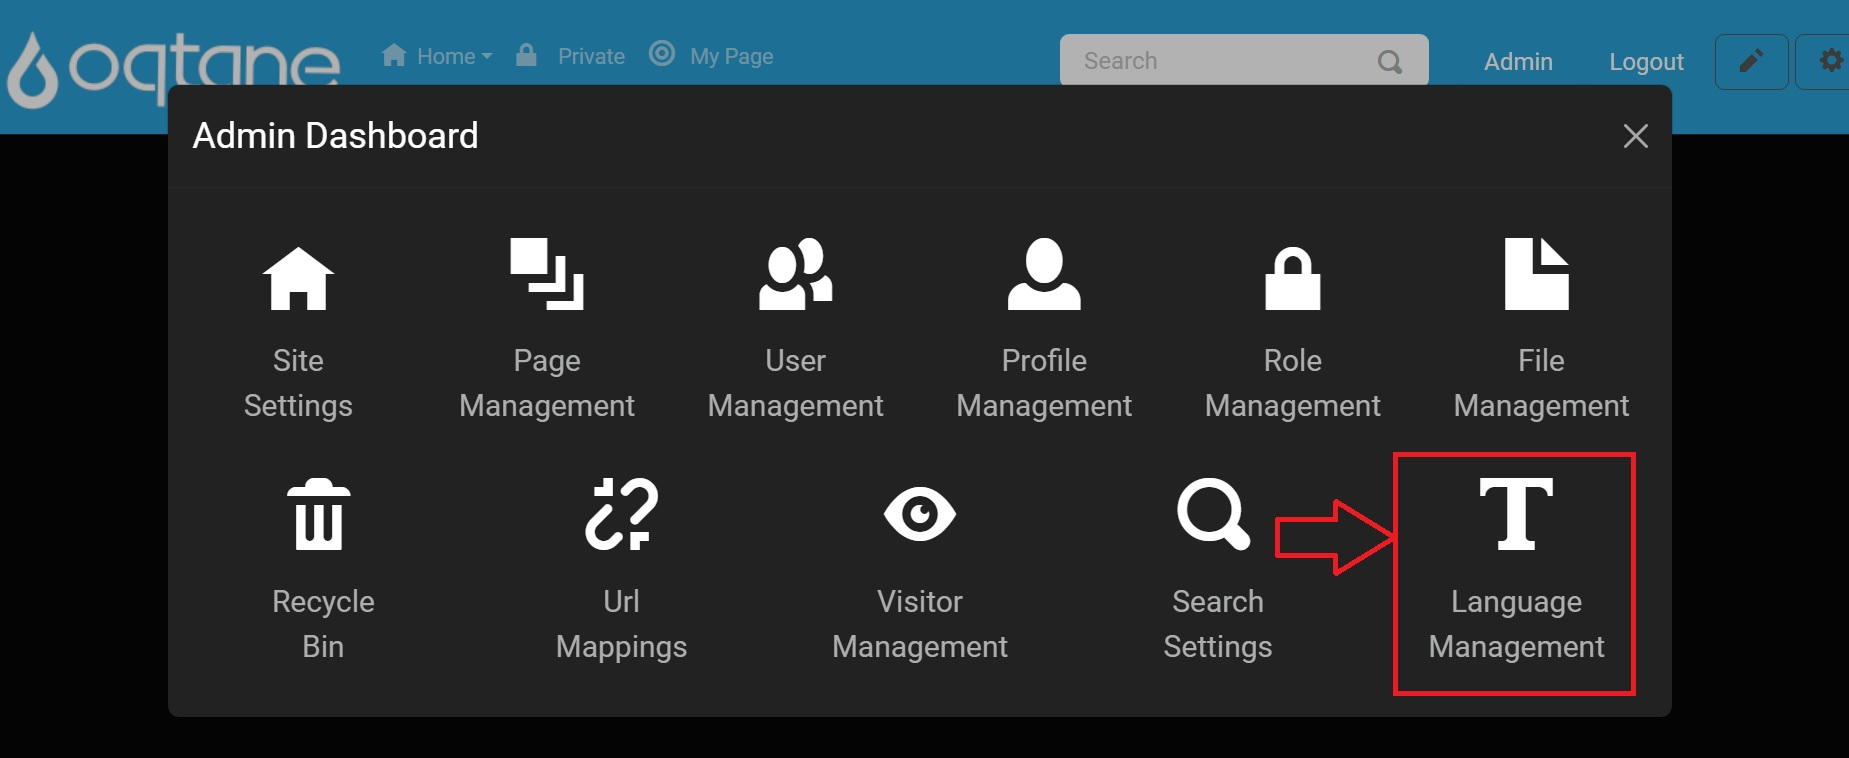 oqtane
Home Private My Page
Search
Admin Logout
Admin Dashboard
Site Settings
Page Management
User Management
Profile Management
Role Management
File Management
Recycle Bin
Url Mappings
Visitor Management
Search Settings
Language Management